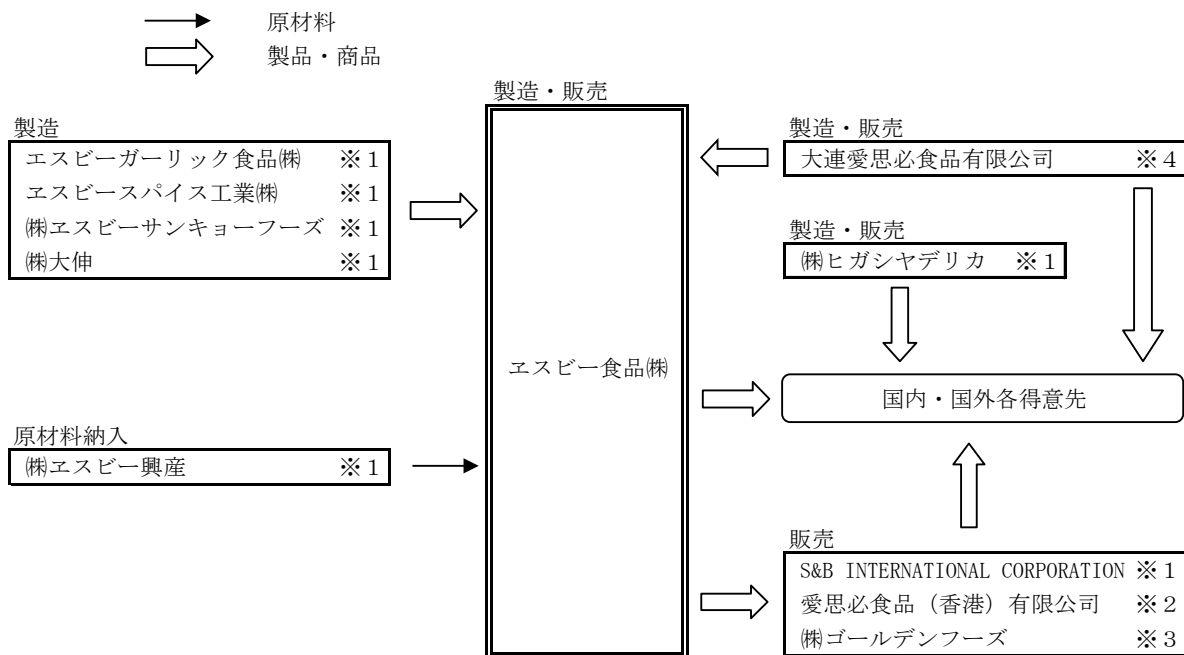 原材料
製品・商品
製造・販売
製造
エスビーガーリック食品㈱ ※1
ヱスビースパイス工業㈱ ※1
㈱ヱスビーサンキョーフーズ ※1
㈱大伸 ※1
原材料納入
㈱ヱスビー興産 ※1
ヱスビー食品㈱
製造・販売
大連愛思必食品有限公司 ※4
製造・販売
㈱ヒガシヤデリカ ※1
国内・国外各得意先
販売
S&B INTERNATIONAL CORPORATION ※1
愛思必食品(香港)有限公司 ※2
㈱ゴールデンフーズ ※3